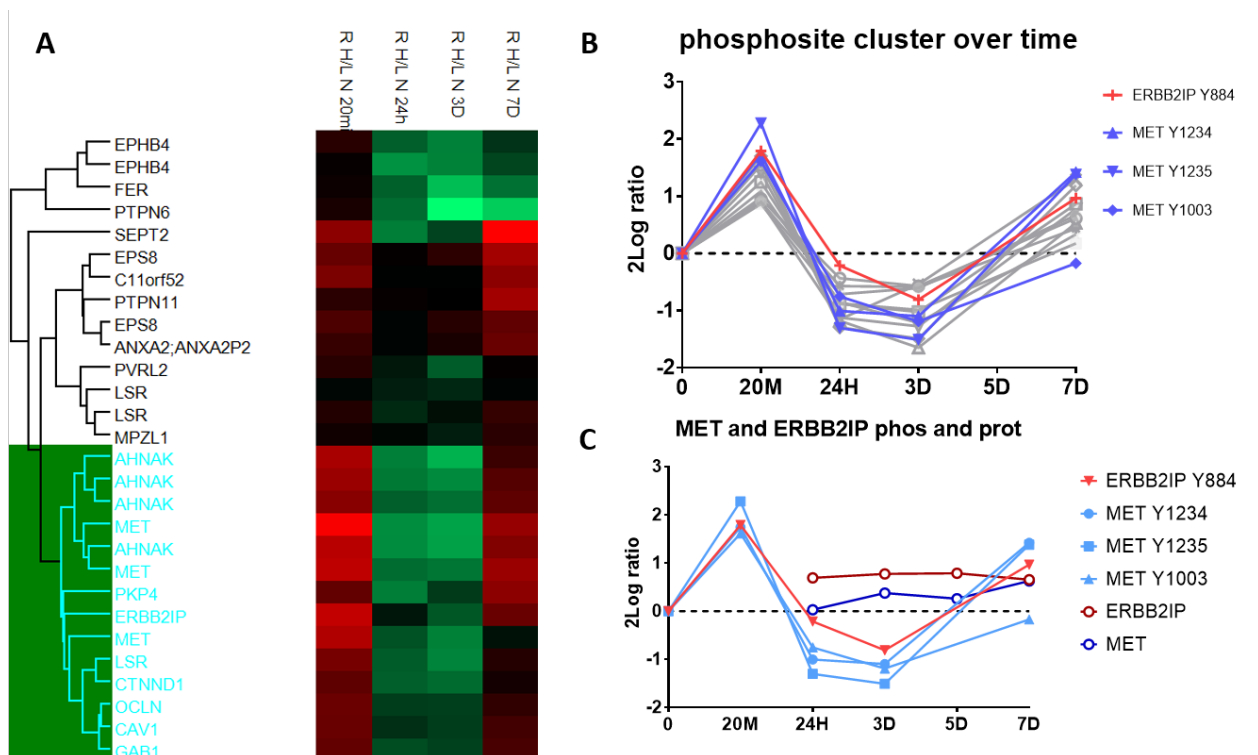 A
R H/L N 20mi
R H/L N 24h
R H/L N 3D
R H/L N 7D
EPHB4
EPHB4
FER
PTPN6
SEPT2
EPS8
C11orf52
PTPN11
EPS8
ANXA2;ANXA2P2
PVRL2
LSR
LSR
MPZL1
AHNAK
AHNAK
AHNAK
MET
AHNAK
MET
PKP4
ERBB2IP
MET
LSR
CTNND1
OCLN
CAV1
GAB1
B
phosphosite cluster over time
2Log ratio
3
2
1
0
-1
-2
0 20M 24H 3D 5D 7D
ERBB2IP Y884
MET Y1234
MET Y1235
MET Y1003
C
MET and ERBB2IP phos and prot
2Log ratio
3
2
1
0
-1
-2
0 20M 24H 3D 5D 7D
ERBB2IP Y884
MET Y1234
MET Y1235
MET Y1003
ERBB2IP
MET